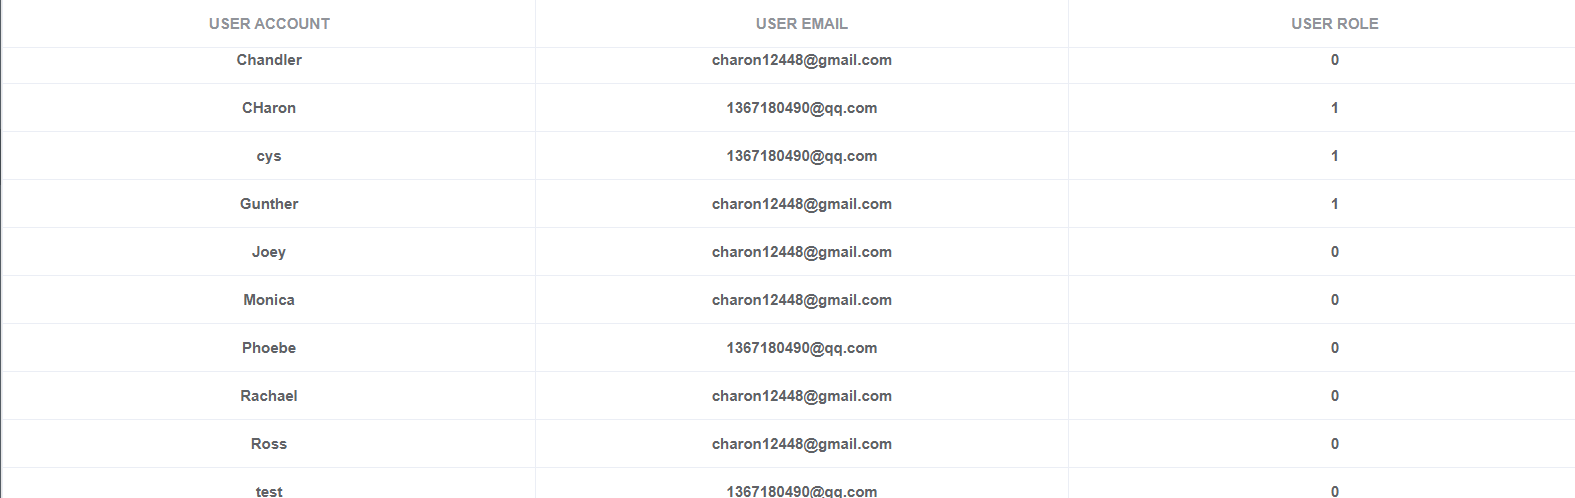 USER ACCOUNT USER EMAIL USER ROLE
Chandler charon12448@gmail.com 0
CHaron 1367180490@qq.com 1
cys 1367180490@qq.com 1
Gunther charon12448@gmail.com 1
Joey charon12448@gmail.com 0
Monica charon12448@gmail.com 0
Phoebe 1367180490@qq.com 0
Rachael charon12448@gmail.com 0
Ross charon12448@gmail.com 0
test 1367180490@qq.com 0